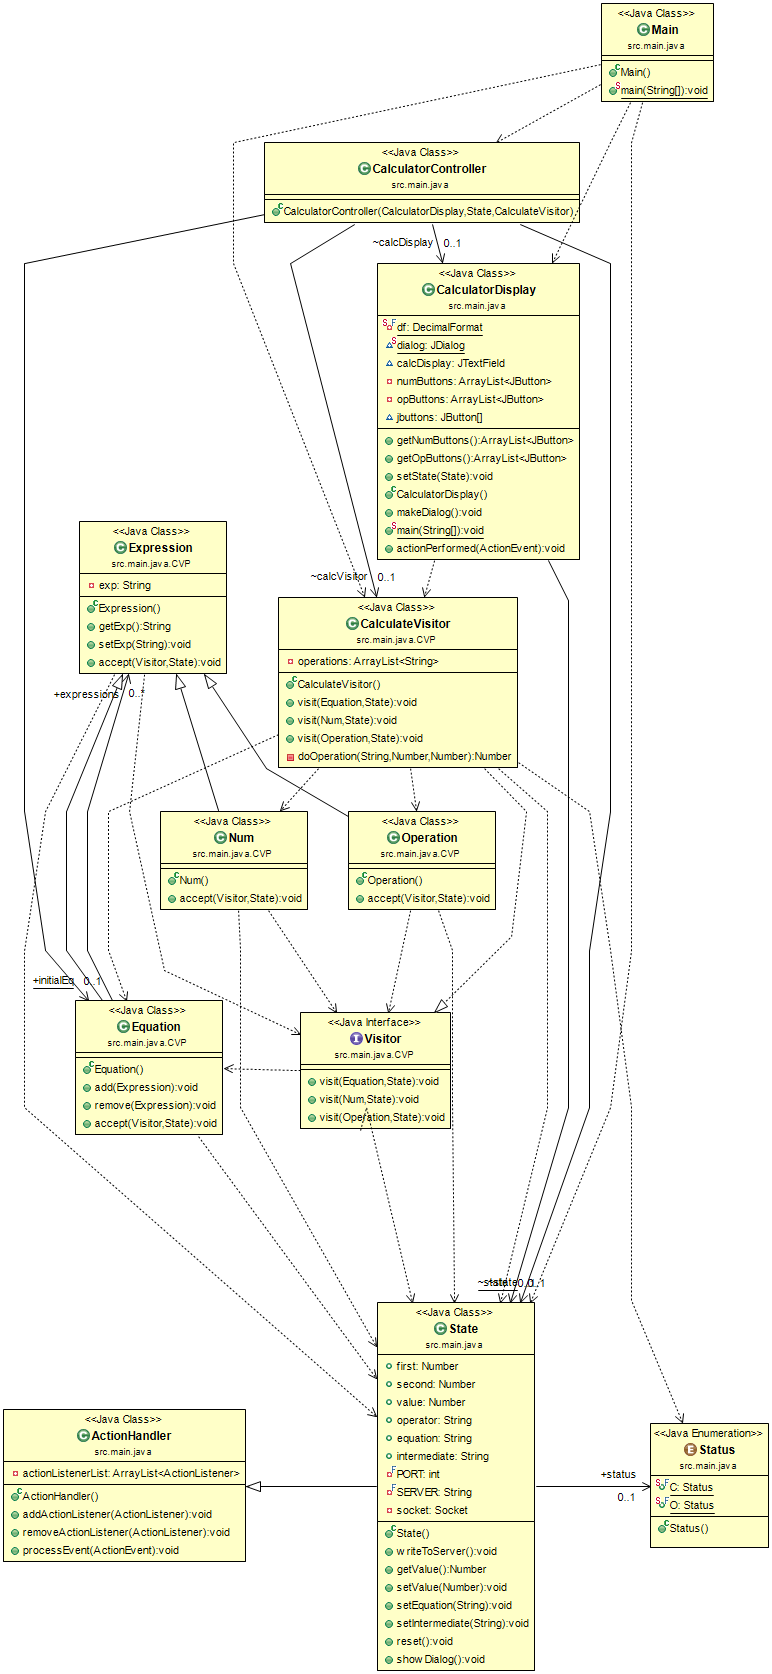 <<Java Class>>
Main
src.main.java
Main()
main(String[]):void
<<Java Class>>
CalculatorController
src.main.java
CalculatorController(CalculatorDisplay,State,CalculateVisitor)
~calcDisplay 0..1
<<Java Class>>
CalculatorDisplay
src.main.java
df: DecimalFormat
dialog: JDialog
calcDisplay: JTextField
numButtons: ArrayList<JButton>
opButtons: ArrayList<JButton>
jbuttons: JButton[]
getNumButtons():ArrayList<JButton>
getOpButtons():ArrayList<JButton>
setState(State):void
CalculatorDisplay()
makeDialog():void
main(String[]):void
actionPerformed(ActionEvent):void
<<Java Class>>
Expression
src.main.java.CVP
exp: String
Expression()
getExp():String
setExp(String):void
accept(Visitor,State):void
+expressions 0..*
~calcVisitor 0..1
<<Java Class>>
CalculateVisitor
src.main.java.CVP
operations: ArrayList<String>
CalculateVisitor()
visit(Equation,State):void
visit(Num,State):void
visit(Operation,State):void
doOperation(String,Number,Number):Number
<<Java Class>>
Num
src.main.java.CVP
Num()
accept(Visitor,State):void
<<Java Class>>
Operation
src.main.java.CVP
Operation()
accept(Visitor,State):void
+initialEq 0..1
<<Java Class>>
Equation
src.main.java.CVP
Equation()
add(Expression):void
remove(Expression):void
accept(Visitor,State):void
<<Java Interface>>
Visitor
src.main.java.CVP
visit(Equation,State):void
visit(Num,State):void
visit(Operation,State):void
<<Java Class>>
State
src.main.java
first: Number
second: Number
value: Number
operator: String
equation: String
intermediate: String
PORT: int
SERVER: String
socket: Socket
State()
writeToServer():void
getValue():Number
setValue(Number):void
setEquation(String):void
setIntermediate(String):void
reset():void
showDialog():void
<<Java Class>>
ActionHandler
src.main.java
actionListenerList: ArrayList<ActionListener>
ActionHandler()
addActionListener(ActionListener):void
removeActionListener(ActionListener):void
processEvent(ActionEvent):void
+status
0..1
<<Java Enumeration>>
Status
src.main.java
C: Status
O: Status
Status()